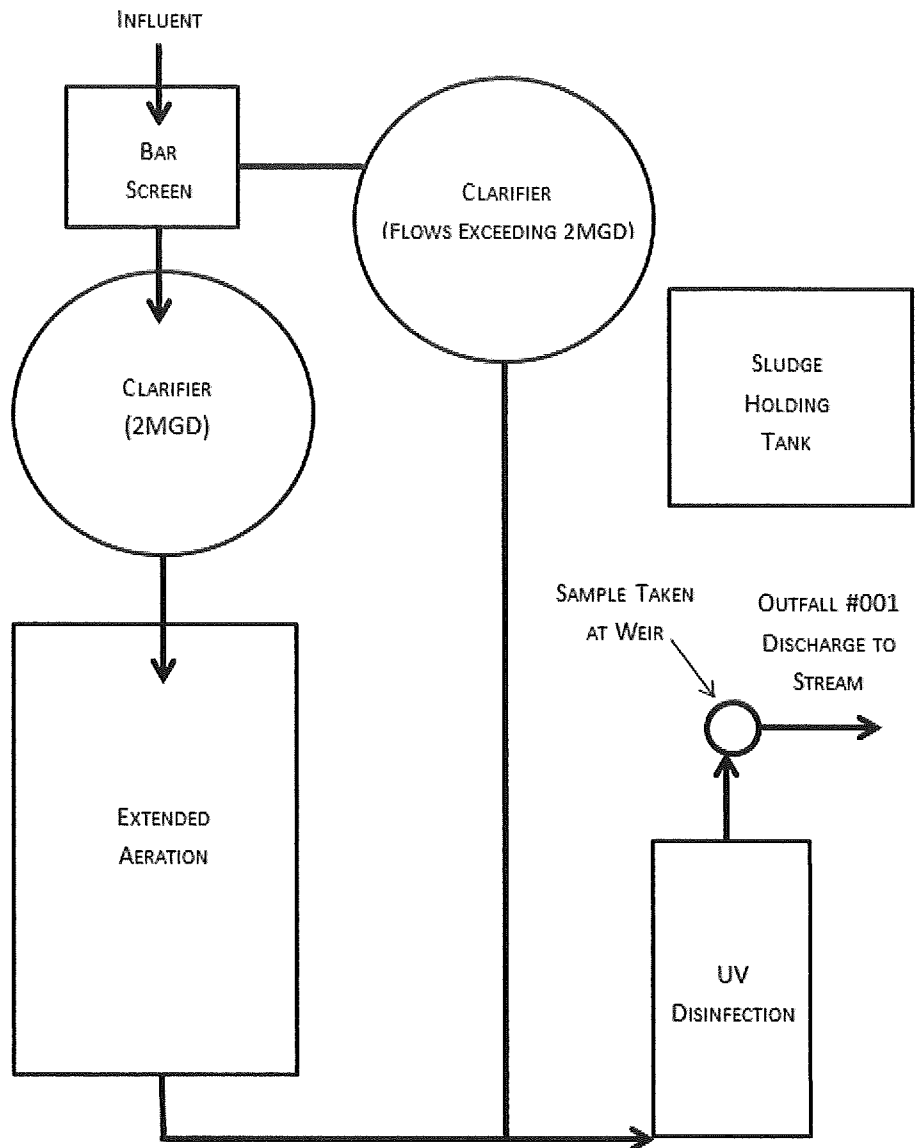 INFLUENT
BAR
SCREEN
CLARIFIER
(FLOWS EXCEEDING 2MGD)
CLARIFIER
(2MGD)
SLUDGE
HOLDING
TANK
SAMPLE TAKEN
AT WEIR
OUTFALL #001
DISCHARGE TO
STREAM
EXTENDED
AERATION
UV
DISINFECTION